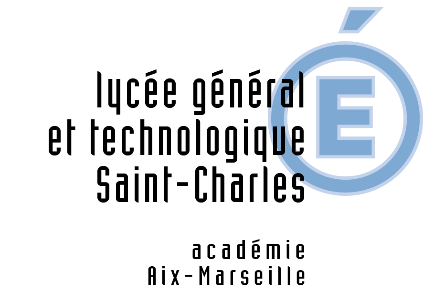 lycée général
et technologique
Saint-Charles
É
académie
Aix-Marseille